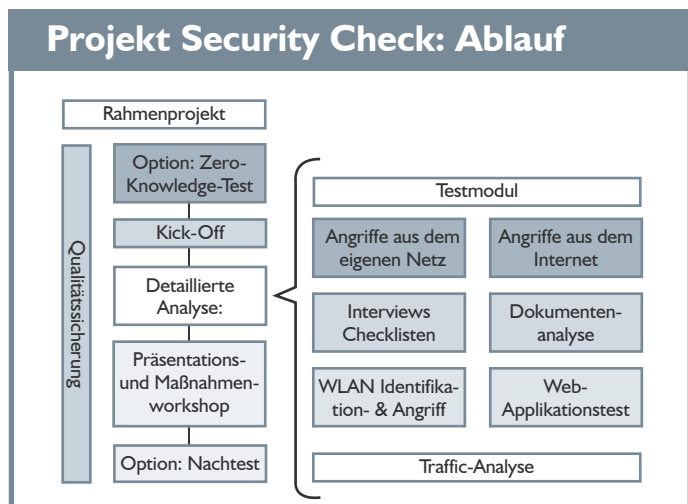 Projekt Security Check: Ablauf
Rahmenprojekt
Qualitätssicherung
Option: Zero-
Knowledge-Test
Kick-Off
Detaillierte
Analyse:
Präsentations-
und Maßnahmen-
workshop
Option: Nachtest
Testmodul
Angriffe aus dem
eigenen Netz
Angriffe aus dem
Internet
Interviews
Checklisten
Dokumenten-
analyse
WLAN Identifika-
tion- & Angriff
Web-
Applikationstest
Traffic-Analyse